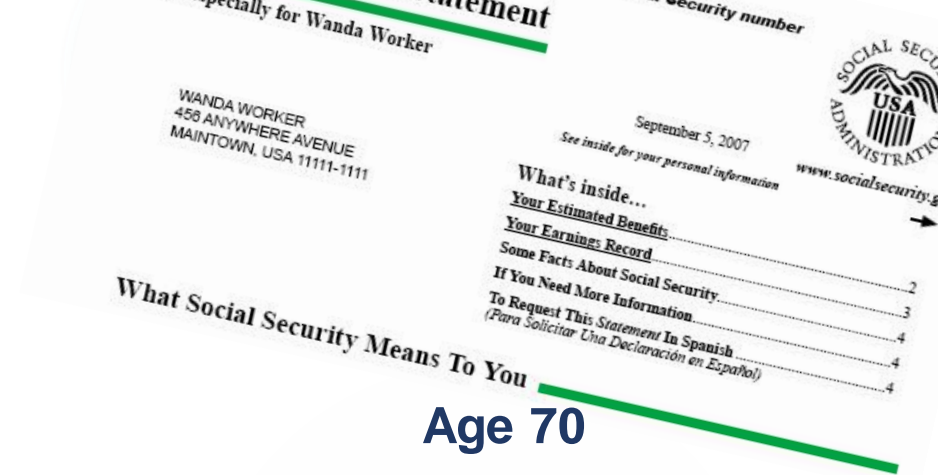 for Wanda Worker
Security number
WANDA WORKER
456 ANYWHERE AVENUE
MAINTOWN, USA 11111-1111
SOCIAL
USA
ADMINISTRATION
September 5, 2007
See inside for your personal information
www.socialsecurity.g
What's inside...
Your Estimated Benefits 2
Your Earnings Record 3
Some Facts About Social Security 4
If You Need More Information 4
To Request This Statement In Spanish 4
(Para Solicitar Una Declaración en Español)
What Social Security Means To You
Age 70